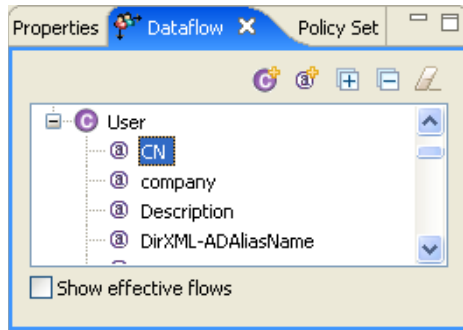 Properties Dataflow Policy Set
User
CN
company
Description
DirXML-ADAliasName
Show effective flows